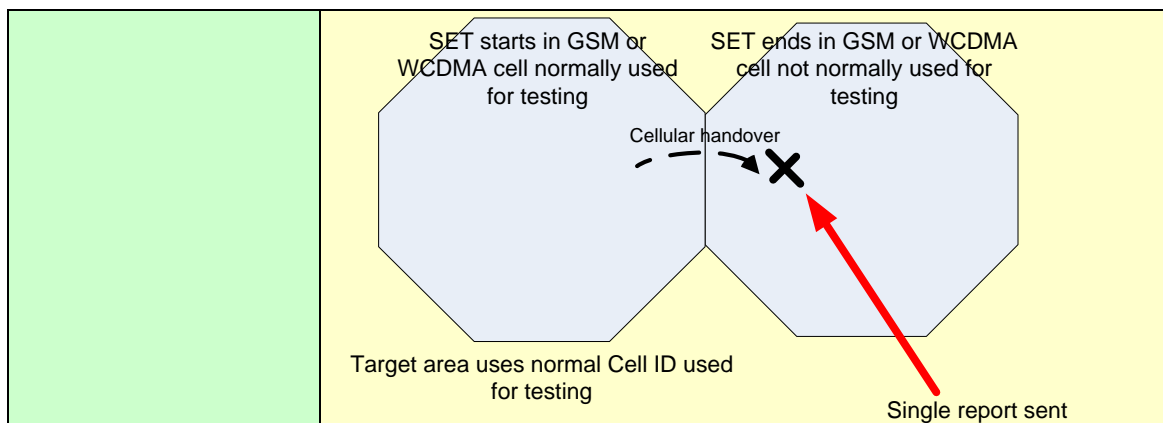 SET starts in GSM or
WCDMA cell normally used
for testing
SET ends in GSM or WCDMA
cell not normally used for
testing
Cellular handover
Target area uses normal Cell ID used
for testing
Single report sent